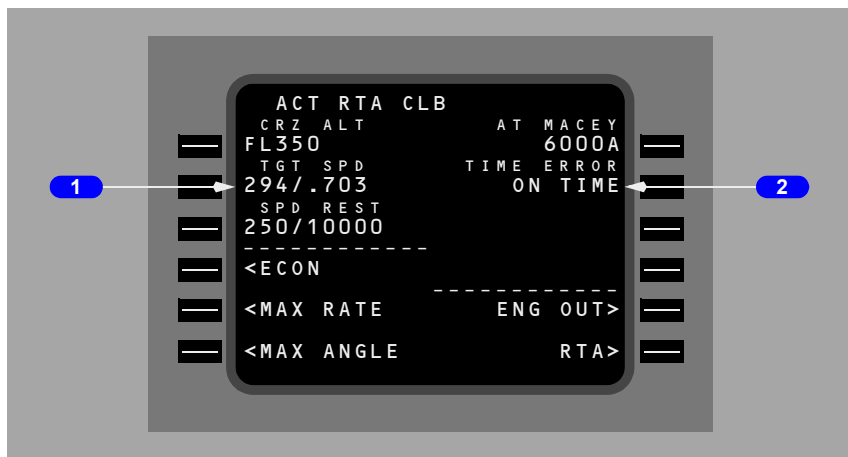 ACT RTA CLB
CRZ ALT AT MACEY
FL350 6000A
TGT SPD TIME ERROR
1 294/.703 ON TIME 2
SPD REST
250/10000
------------
<ECON
------------
<MAX RATE ENG OUT>
<MAX ANGLE RTA>